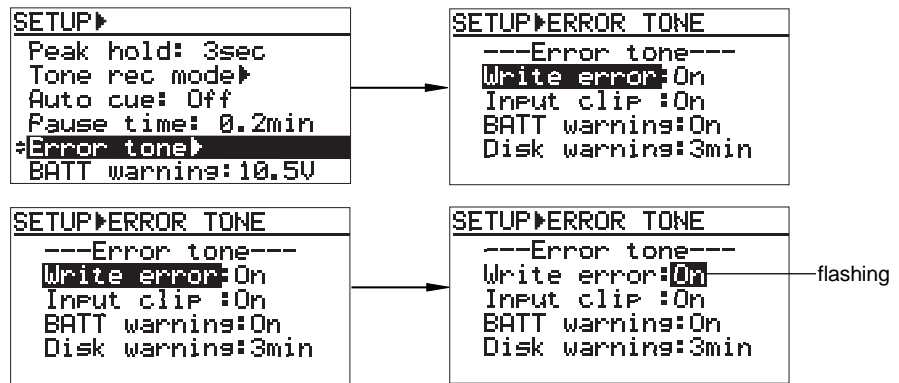 SETUP▶
Peak hold: 3sec
Tone rec mode▶
Auto cue: Off
Pause time: 0.2min
Error tone▶
BATT warning:10.5V
SETUP▶ERROR TONE
---Error tone---
Write error:On
Input clip :On
BATT warning:On
Disk warning:3min
SETUP▶ERROR TONE
---Error tone---
Write error:On
Input clip :On
BATT warning:On
Disk warning:3min
SETUP▶ERROR TONE
---Error tone---
Write error:On
Input clip :On
BATT warning:On
Disk warning:3min
flashing